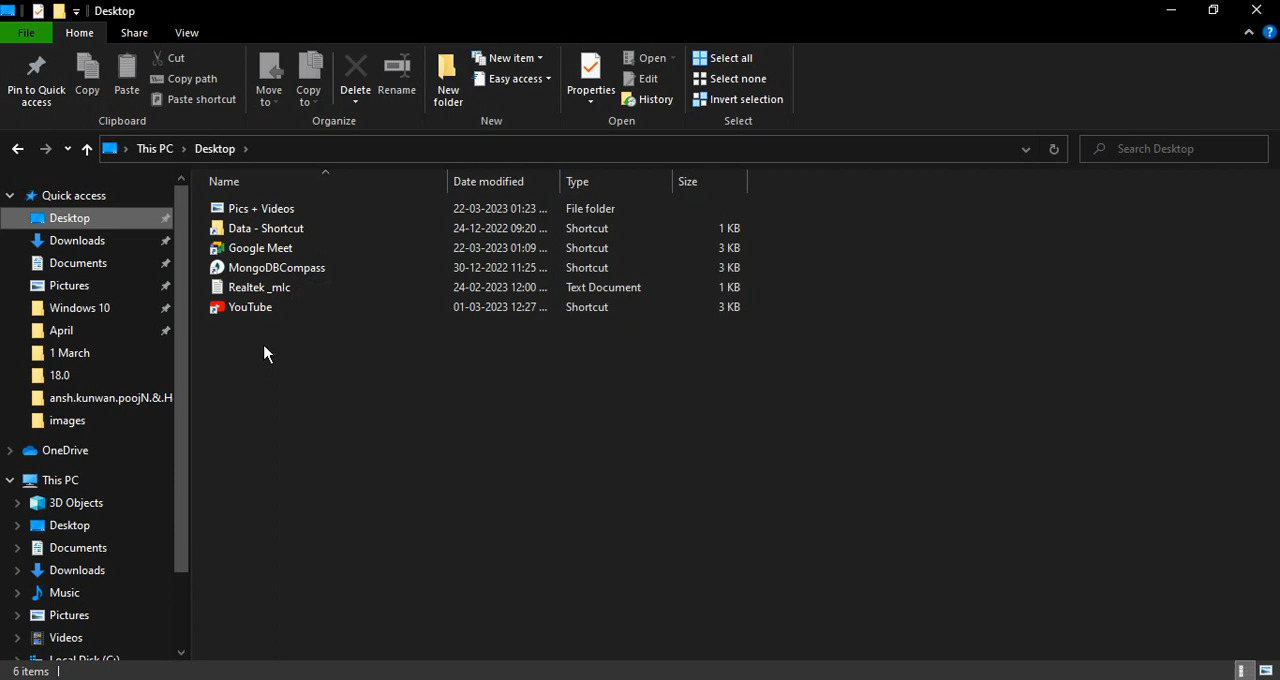 Desktop
File Home Share View
Pin to Quick access
Copy
Paste
Cut
Copy path
Paste shortcut
Clipboard
Move to
Copy to
Delete
Rename
Organize
New folder
New item
Easy access
New
Properties
Open
Edit
History
Open
Select all
Select none
Invert selection
Select
This PC › Desktop ›
Search Desktop
Quick access
Desktop
Downloads
Documents
Pictures
Windows 10
April
1 March
18.0
ansh.kunwan.poojN.&.H
images
OneDrive
This PC
3D Objects
Desktop
Documents
Downloads
Music
Pictures
Videos
Local Disk (C:)
Name Date modified Type Size
Pics + Videos 22-03-2023 01:23 ... File folder
Data - Shortcut 24-12-2022 09:20 ... Shortcut 1 KB
Google Meet 22-03-2023 01:09 ... Shortcut 3 KB
MongoDBCompass 30-12-2022 11:25 ... Shortcut 3 KB
Realtek _mlc 24-02-2023 12:00 ... Text Document 1 KB
YouTube 01-03-2023 12:27 ... Shortcut 3 KB
6 items